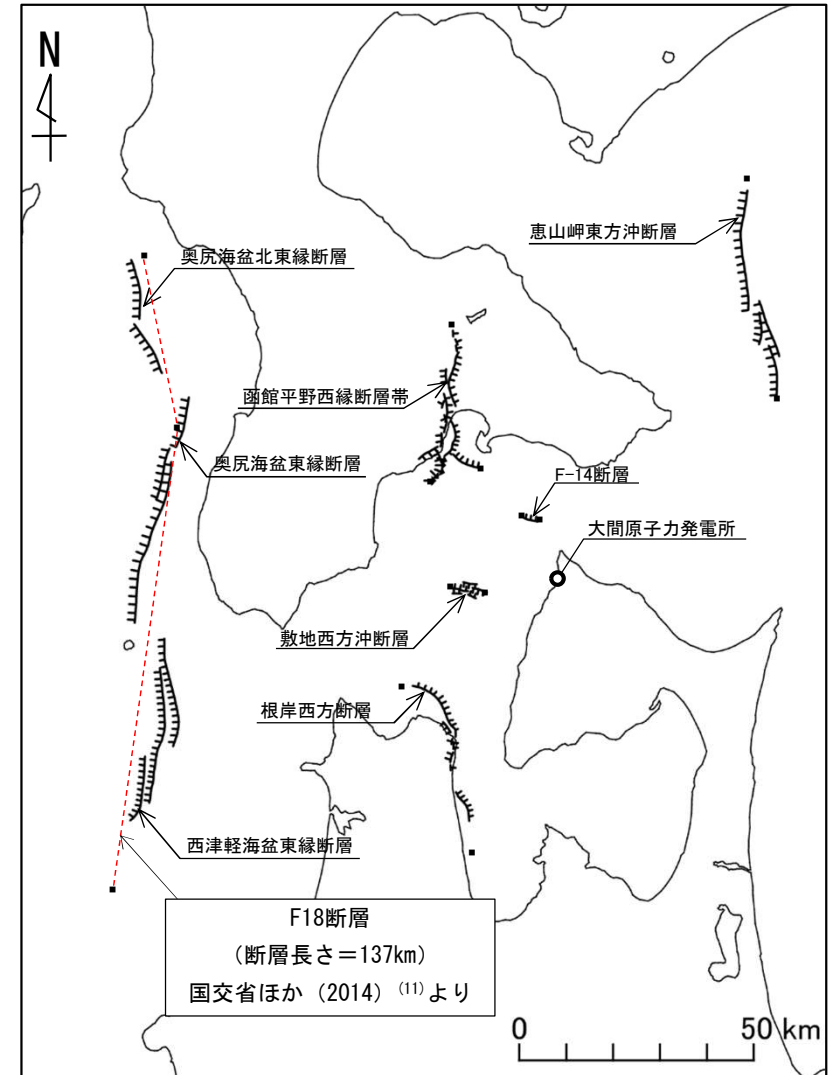 N
恵山岬東方沖断層
奥尻海盆北東縁断層
函館平野西縁断層帯
奥尻海盆東縁断層
F-14断層
大間原子力発電所
敷地西方沖断層
根岸西方断層
西津軽海盆東縁断層
F18断層
(断層長さ=137km)
国交省ほか (2014) (11) より
0 50 km